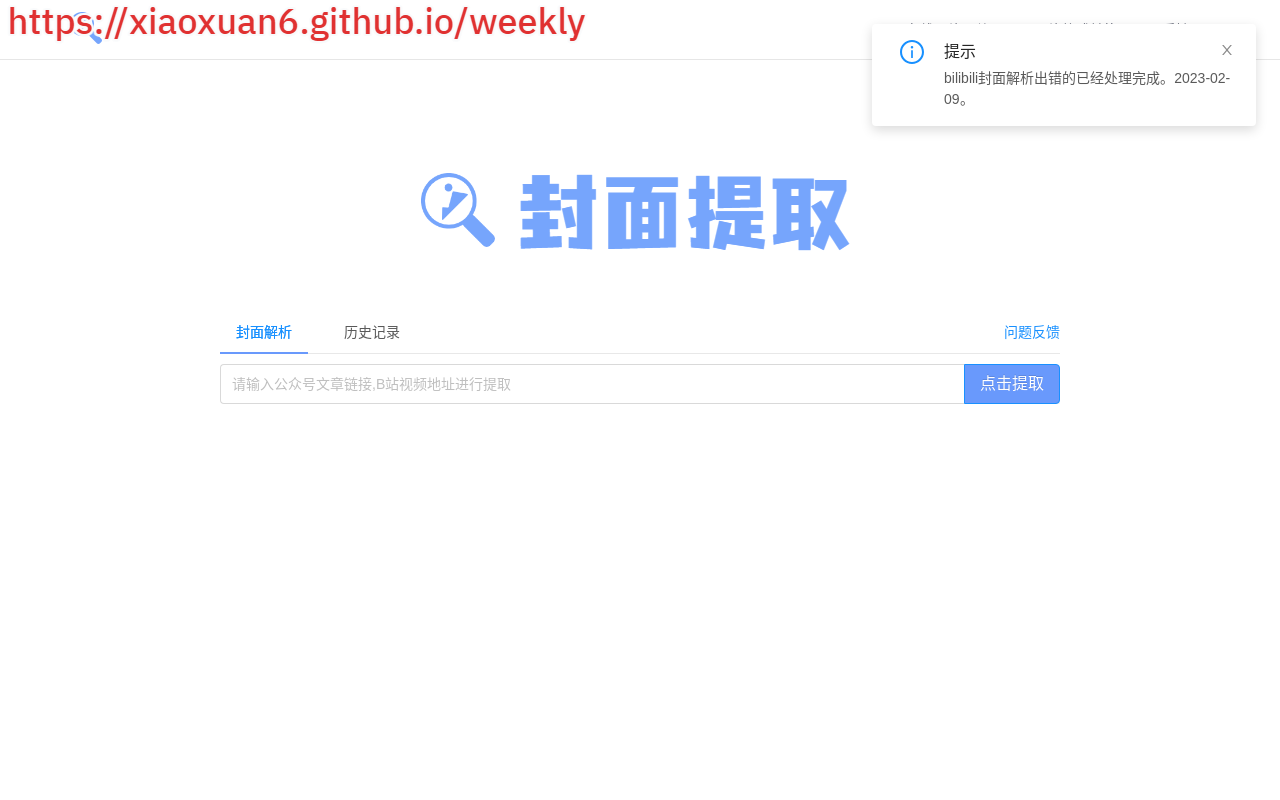 https://xiaoxuan6.github.io/weekly
提示
bilibili封面解析出错的已经处理完成。2023-02-
09。
封面提取
封面解析
历史记录
问题反馈
请输入公众号文章链接,B站视频地址进行提取
点击提取